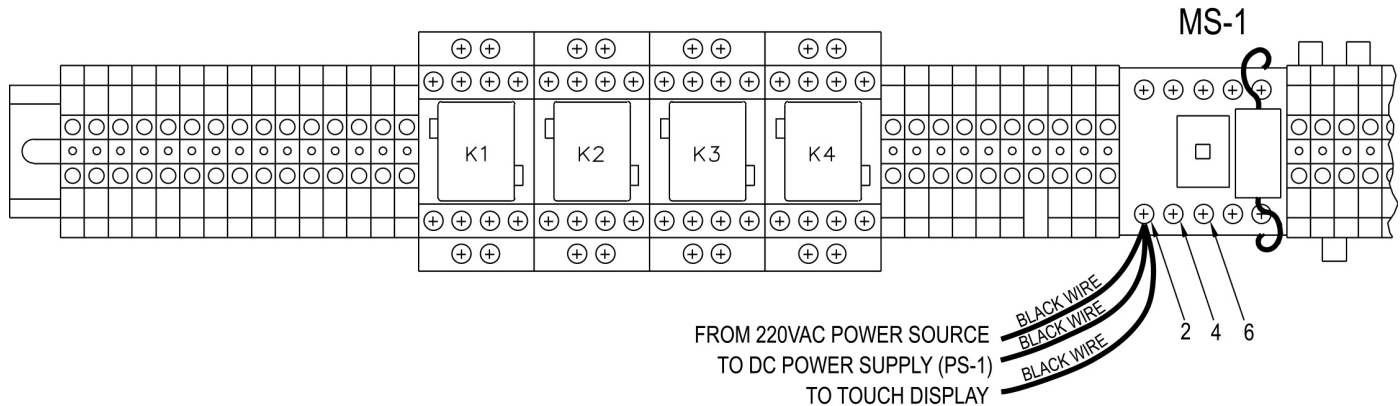 MS-1
K1 K2 K3 K4
BLACK WIRE
FROM 220VAC POWER SOURCE
BLACK WIRE
TO DC POWER SUPPLY (PS-1)
BLACK WIRE
TO TOUCH DISPLAY
2 4 6